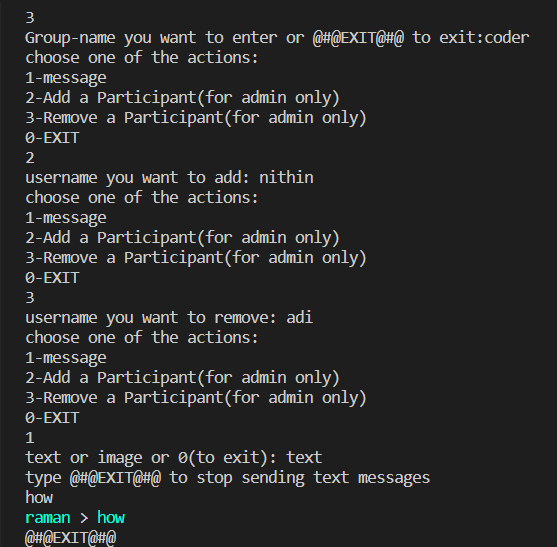 3
Group-name you want to enter or @#@EXIT@#@ to exit:coder
choose one of the actions:
1-message
2-Add a Participant(for admin only)
3-Remove a Participant(for admin only)
0-EXIT
2
username you want to add: nithin
choose one of the actions:
1-message
2-Add a Participant(for admin only)
3-Remove a Participant(for admin only)
0-EXIT
3
username you want to remove: adi
choose one of the actions:
1-message
2-Add a Participant(for admin only)
3-Remove a Participant(for admin only)
0-EXIT
1
text or image or 0(to exit): text
type @#@EXIT@#@ to stop sending text messages
how
raman > how
@#@EXIT@#@